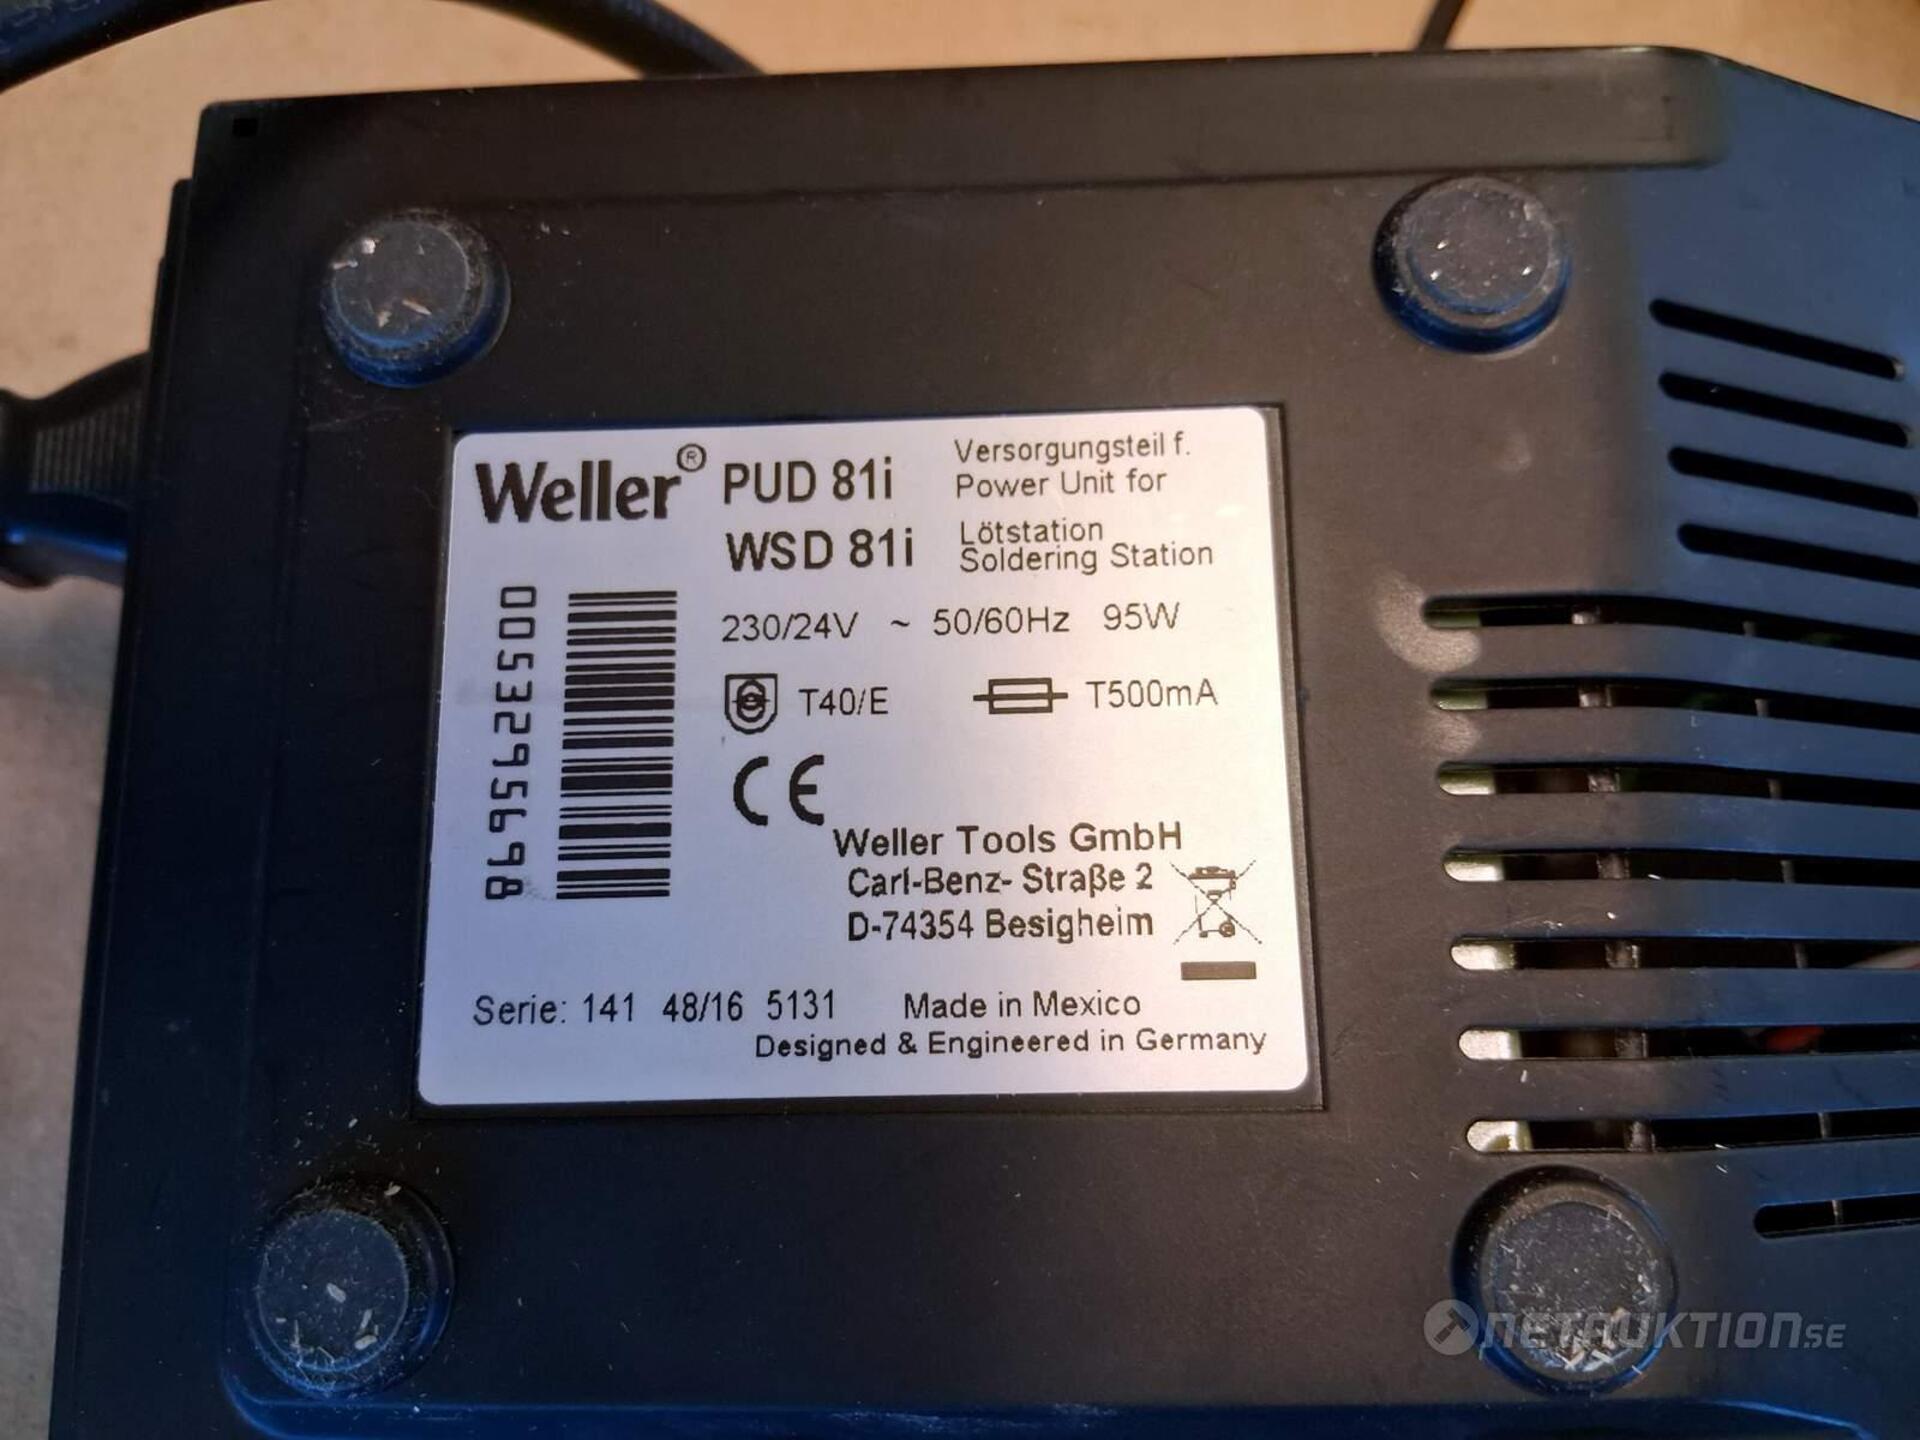 Weller® PUD 81i Versorgungsteil f.
Power Unit for
WSD 81i Lötstation
Soldering Station
230/24V ~ 50/60Hz 95W
T40/E T500mA
CE
Weller Tools GmbH
Carl-Benz- Straße 2
D-74354 Besigheim
Serie: 141 48/16 5131 Made in Mexico
Designed & Engineered in Germany
NETAUKTION.SE